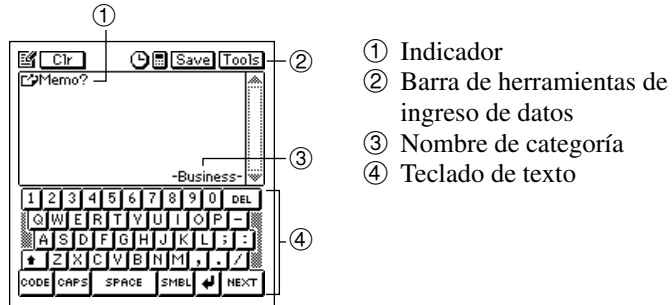 ①
Clr Save Tools ②
Memo?
③
-Business-
1 2 3 4 5 6 7 8 9 0 DEL
Q W E R T Y U I O P -
A S D F G H J K L ; :
Z X C V B N M , . /
④
CODE CAPS SPACE SMBL NEXT
① Indicador
② Barra de herramientas de
ingreso de datos
③ Nombre de categoría
④ Teclado de texto